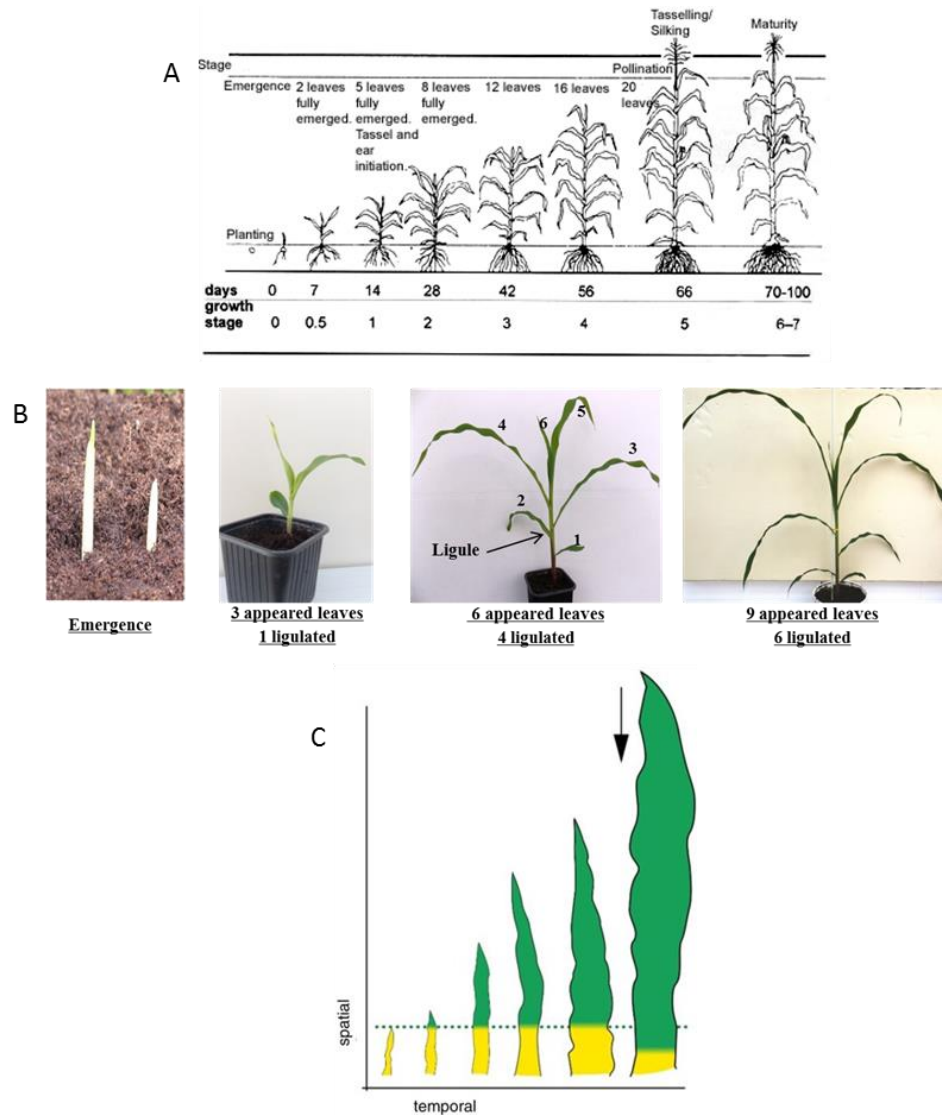 A
Tasselling/
Silking
Maturity
Stage
Pollination
Emergence
2 leaves
fully
emerged.
5 leaves
fully
emerged.
Tassel and
ear
initiation.
8 leaves
fully
emerged.
12 leaves
16 leaves
20
leaves
Planting
days 0 7 14 28 42 56 66 70-100
growth
stage 0 0.5 1 2 3 4 5 6–7
B
4
6
5
3
2
1
Ligule
Emergence
3 appeared leaves
1 ligulated
6 appeared leaves
4 ligulated
9 appeared leaves
6 ligulated
C
spatial
temporal